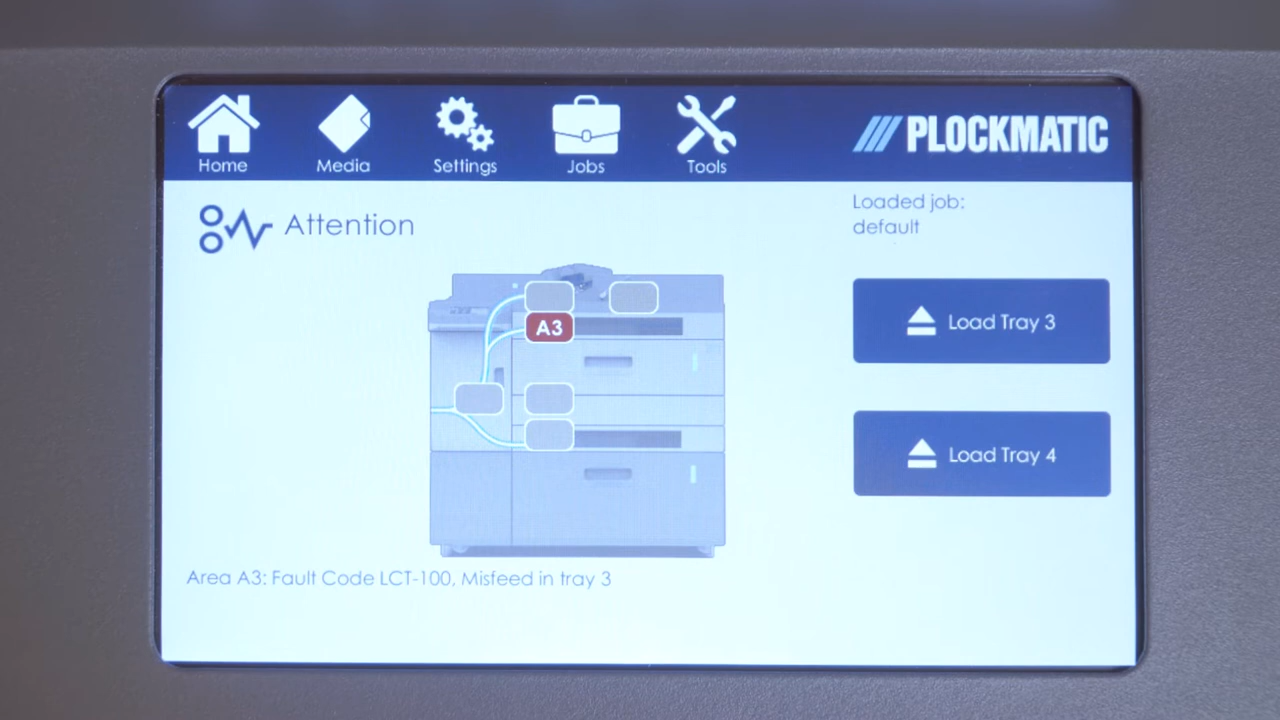 Home
Media
Settings
Jobs
Tools
PLOCKMATIC
Attention
Loaded job:
default
A3
Load Tray 3
Load Tray 4
Area A3: Fault Code LCT-100, Misfeed in tray 3